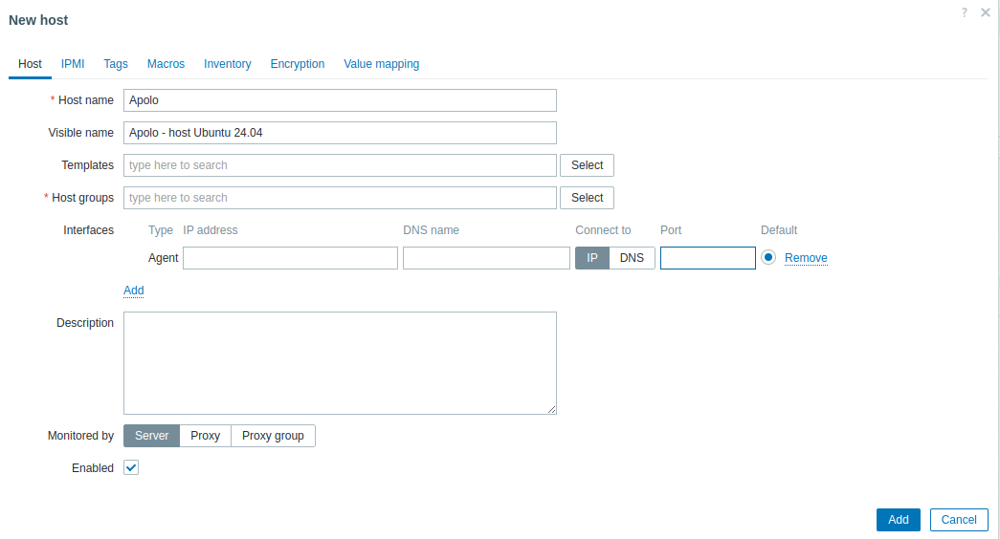 New host
?
Host IPMI Tags Macros Inventory Encryption Value mapping
* Host name Apolo
Visible name Apolo - host Ubuntu 24.04
Templates type here to search Select
* Host groups type here to search Select
Interfaces Type IP address DNS name Connect to Port Default
Agent IP DNS Remove
Add
Description
Monitored by Server Proxy Proxy group
Enabled
Add Cancel